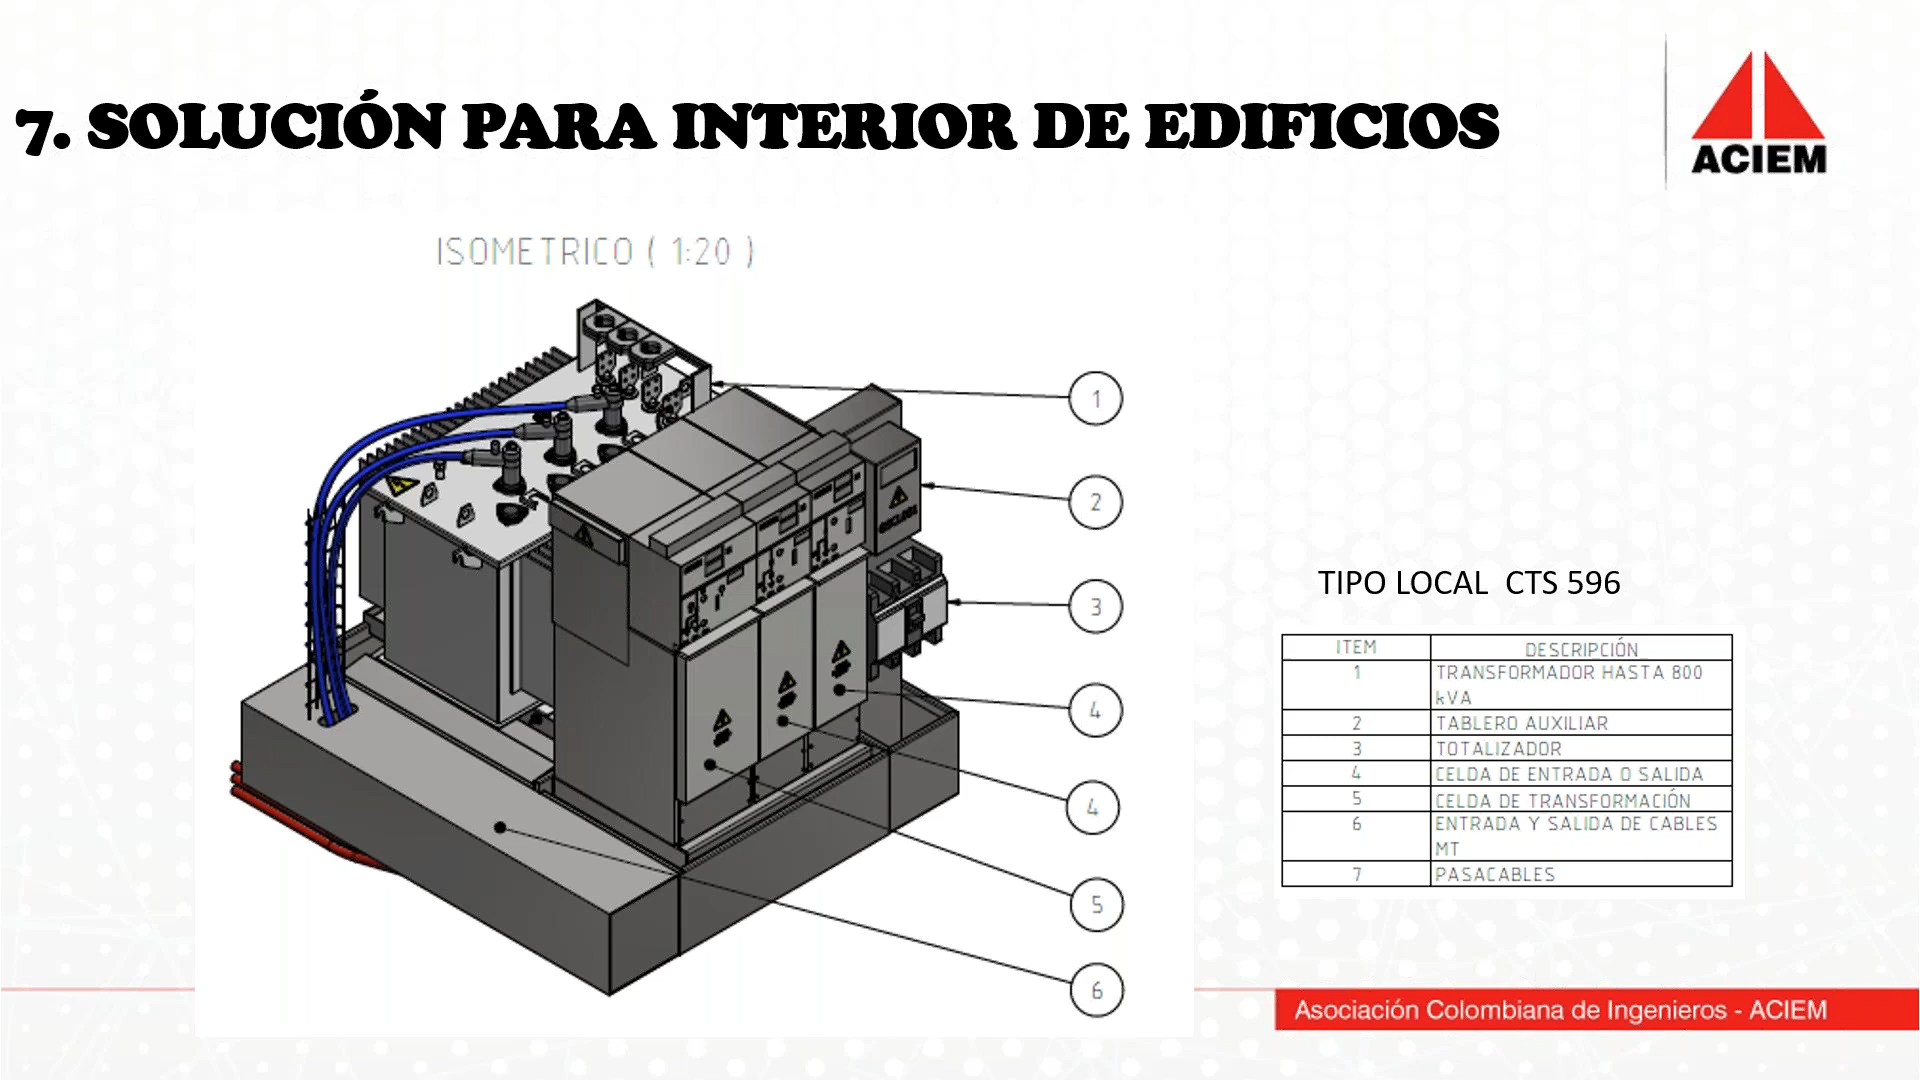 7. SOLUCIÓN PARA INTERIOR DE EDIFICIOS
ACIEM
ISOMETRICO ( 1:20 )
1
2
3
4
4
5
6
TIPO LOCAL CTS 596
ITEM DESCRIPCIÓN
1 TRANSFORMADOR HASTA 800
kVA
2 TABLERO AUXILIAR
3 TOTALIZADOR
4 CELDA DE ENTRADA O SALIDA
5 CELDA DE TRANSFORMACIÓN
6 ENTRADA Y SALIDA DE CABLES
MT
7 PASACABLES
Asociación Colombiana de Ingenieros - ACIEM